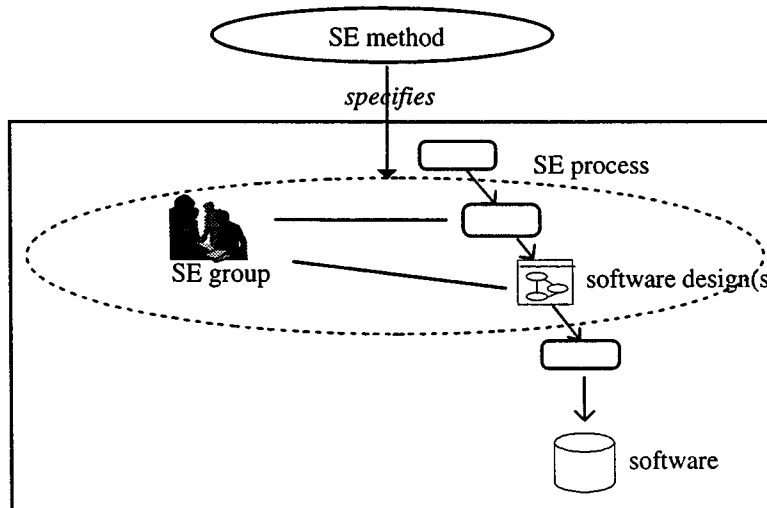 SE method
specifies
SE process
SE group
software design(s
software